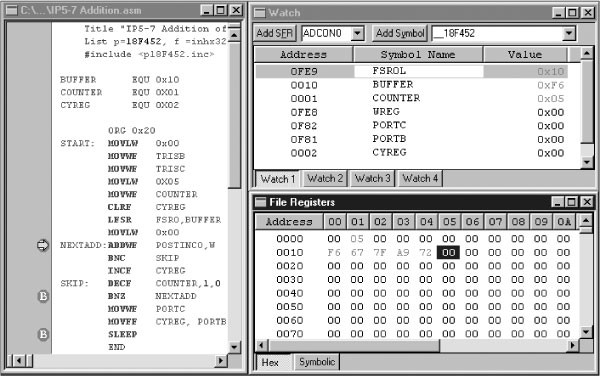 C:\...\IP5-7 Addition.asm
Title "IP5-7 Addition of
List p=18F452, f =inhx32
#include <p18F452.inc>
BUFFER EQU 0x10
COUNTER EQU 0X01
CYREG EQU 0X02
ORG 0x20
START: MOVLW 0x00
MOVWF TRISB
MOVWF TRISC
MOVLW 0X05
MOVWF COUNTER
CLRF CYREG
LFSR FSR0,BUFFER
MOVLW 0x00
NEXTADD: ADDWF POSTINC0,W
BNC SKIP
INCF CYREG
SKIP: DECF COUNTER,1,0
B BNZ NEXTADD
MOVWF PORTC
MOVFF CYREG, PORTB
B SLEEP
END
Watch
Add SFR ADCON0 Add Symbol __18F452
Address Symbol Name Value
0FE9 FSR0L 0x10
0010 BUFFER 0xF6
0001 COUNTER 0x05
0FE8 WREG 0x00
0F82 PORTC 0x00
0F81 PORTB 0x00
0002 CYREG 0x00
Watch 1 Watch 2 Watch 3 Watch 4
File Registers
Address 00 01 02 03 04 05 06 07 08 09 0A
0000 00 05 00 00 00 00 00 00 00 00 00
0010 F6 67 7F A9 72 00 00 00 00 00 00
0020 00 00 00 00 00 00 00 00 00 00 00
0030 00 00 00 00 00 00 00 00 00 00 00
0040 00 00 00 00 00 00 00 00 00 00 00
0050 00 00 00 00 00 00 00 00 00 00 00
0060 00 00 00 00 00 00 00 00 00 00 00
0070 00 00 00 00 00 00 00 00 00 00 00
Hex Symbolic